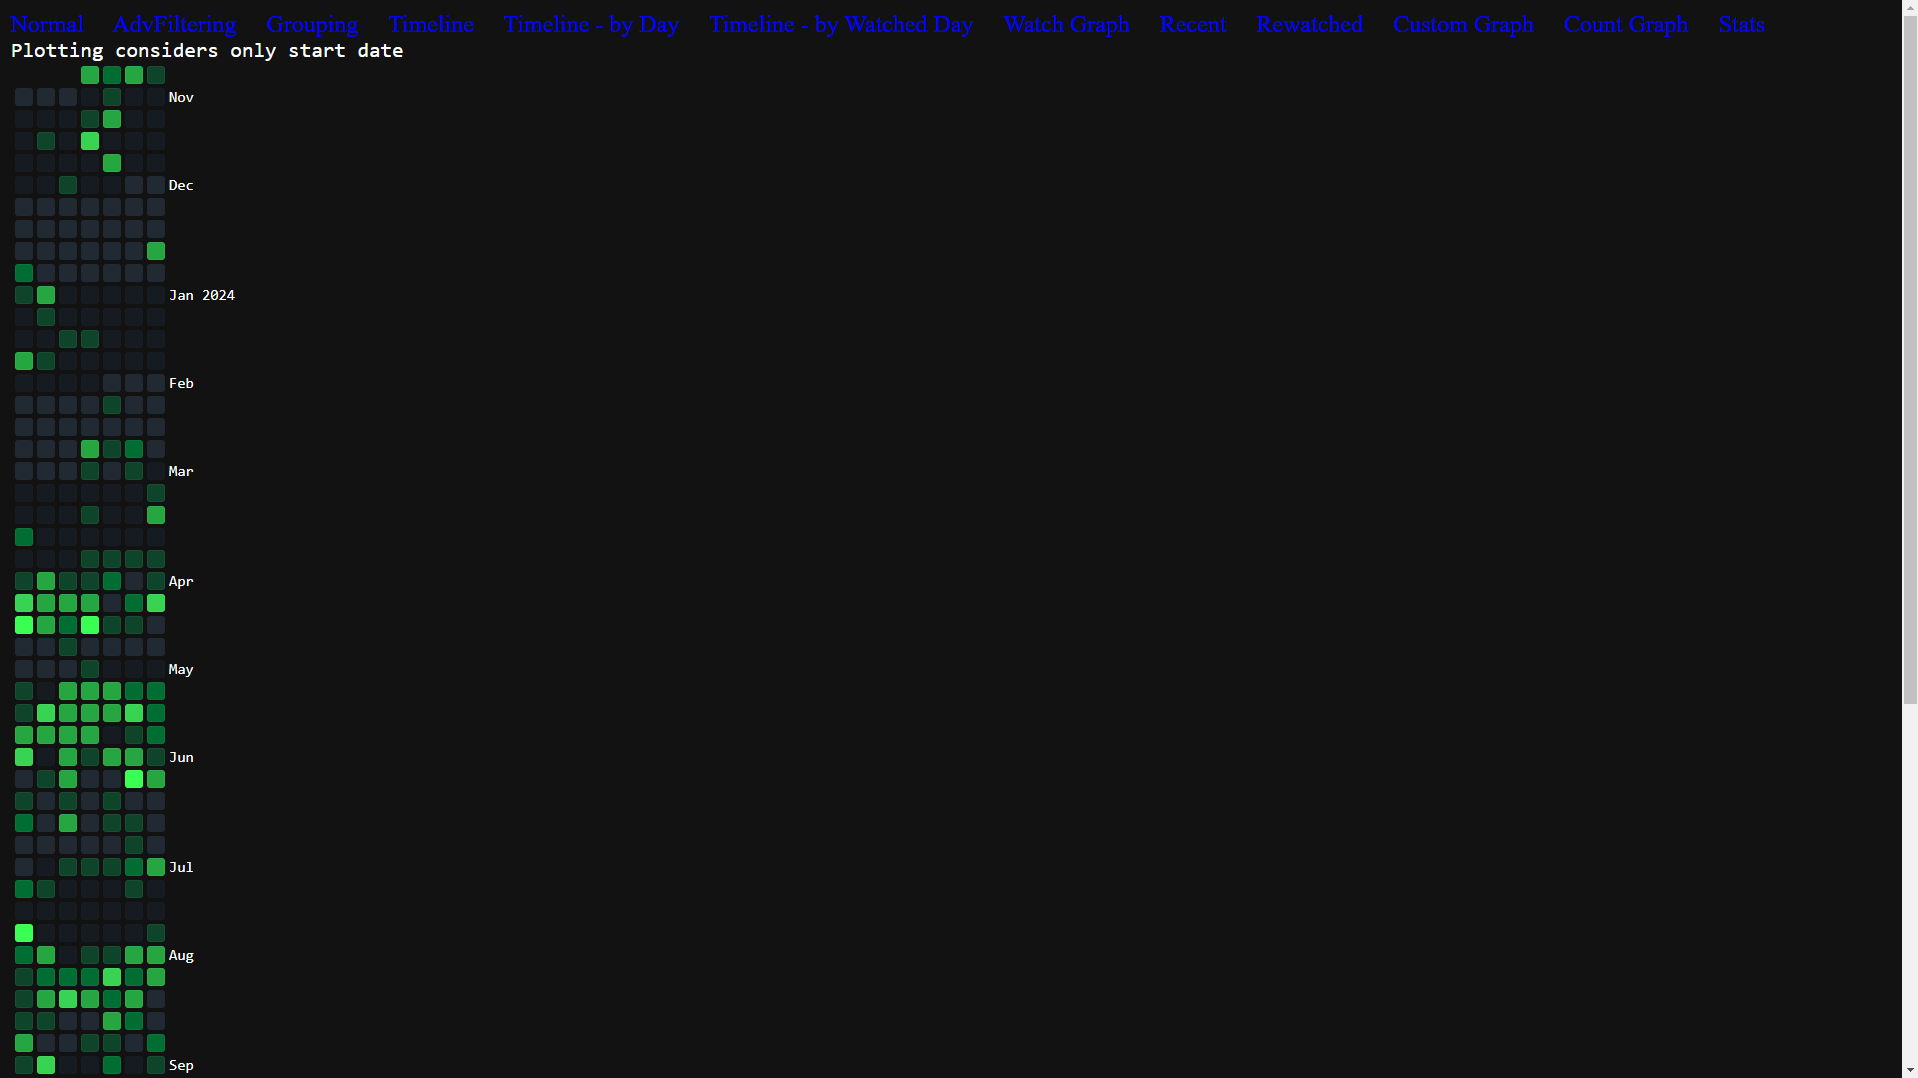 Normal AdvFiltering Grouping Timeline Timeline - by Day Timeline - by Watched Day Watch Graph Recent Rewatched Custom Graph Count Graph Stats
Plotting considers only start date
Nov
Dec
Jan 2024
Feb
Mar
Apr
May
Jun
Jul
Aug
Sep